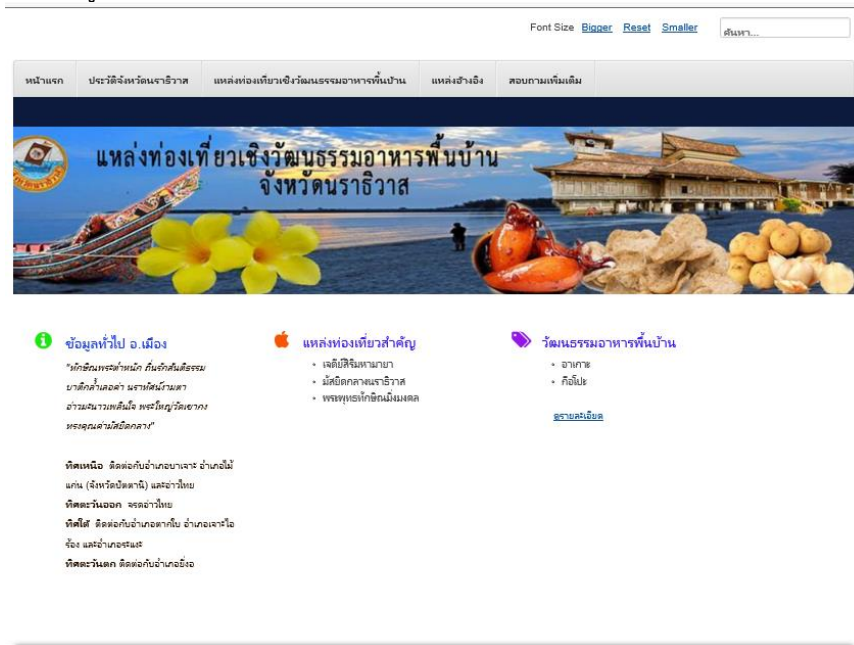 Font Size Bigger Reset Smaller ค้นหา...
หน้าแรก ประวัติจังหวัดนราธิวาส แหล่งท่องเที่ยวเชิงวัฒนธรรมอาหารพื้นบ้าน แหล่งอ้างอิง สอบถามเพิ่มเติม
แหล่งท่องเที่ยวเชิงวัฒนธรรมอาหารพื้นบ้าน
จังหวัดนราธิวาส
ข้อมูลทั่วไป อ.เมือง
"ทักษิณพระตำหนัก ถิ่นรักสันติธรรม
บาติกล้ำเลอค่า นราทัศน์งามตา
อ่าวมะนาวเพลินใจ พระใหญ่วัดเขากง
ทรงคุณค่ามัสยิดกลาง"
ทิศเหนือ ติดต่อกับอำเภอบาเจาะ อำเภอไม้
แก่น (จังหวัดปัตตานี) และอ่าวไทย
ทิศตะวันออก จรดอ่าวไทย
ทิศใต้ ติดต่อกับอำเภอตากใบ อำเภอเจาะไอ
ร้อง และอำเภอระแงะ
ทิศตะวันตก ติดต่อกับอำเภอยี่งอ
แหล่งท่องเที่ยวสำคัญ
เจดีย์สิริมหามายา
มัสยิดกลางนราธิวาส
พระพุทธทักษิณมิ่งมงคล
วัฒนธรรมอาหารพื้นบ้าน
อาเกาะ
กือโป๊ะ
ดูรายละเอียด